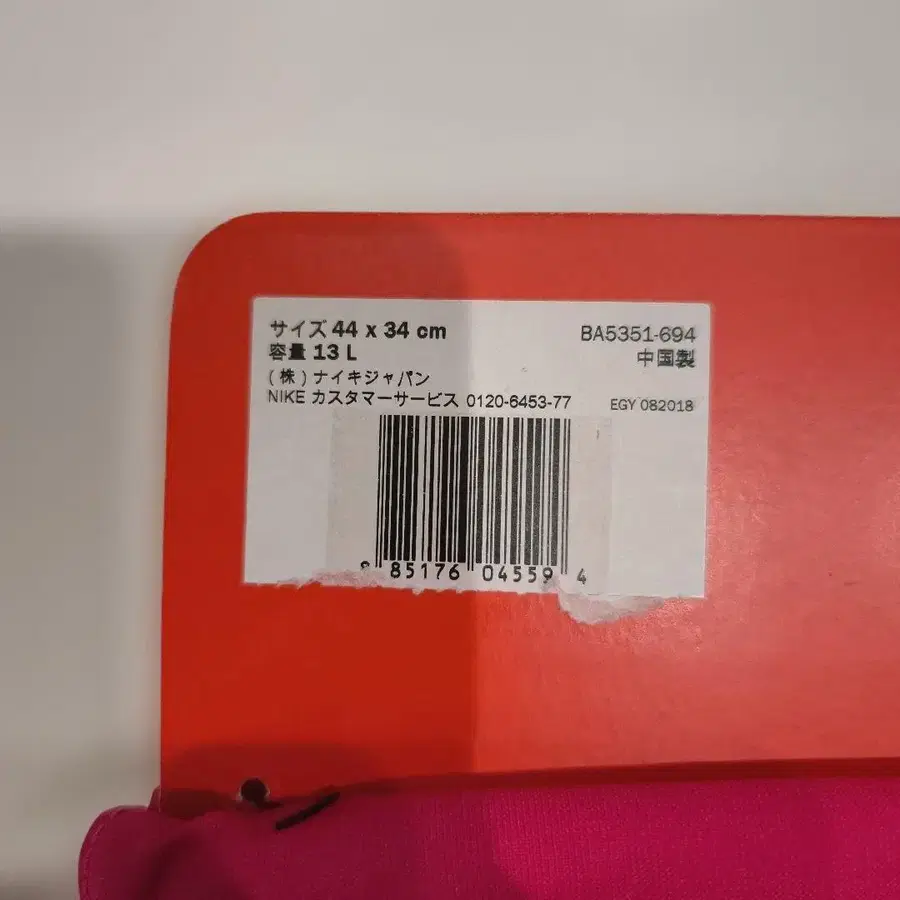 サイズ 44 x 34 cm
容量 13 L
(株)ナイキジャパン
NIKE カスタマーサービス 0120-6453-77
BA5351-694
中国製
EGY 082018
85176 04559 4